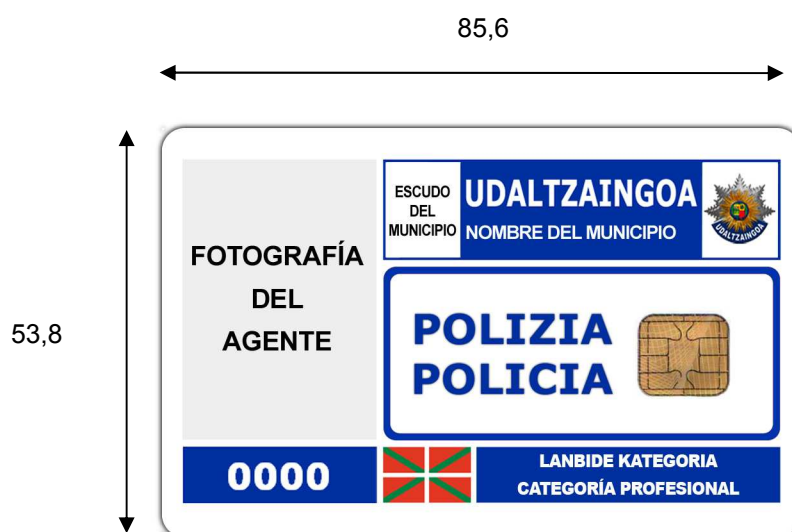 85,6
53,8
FOTOGRAFÍA
DEL
AGENTE
ESCUDO
DEL
MUNICIPIO
UDALTZAINGOA
NOMBRE DEL MUNICIPIO
UDALTZAINGOA
POLIZIA
POLICIA
0000
LANBIDE KATEGORIA
CATEGORÍA PROFESIONAL